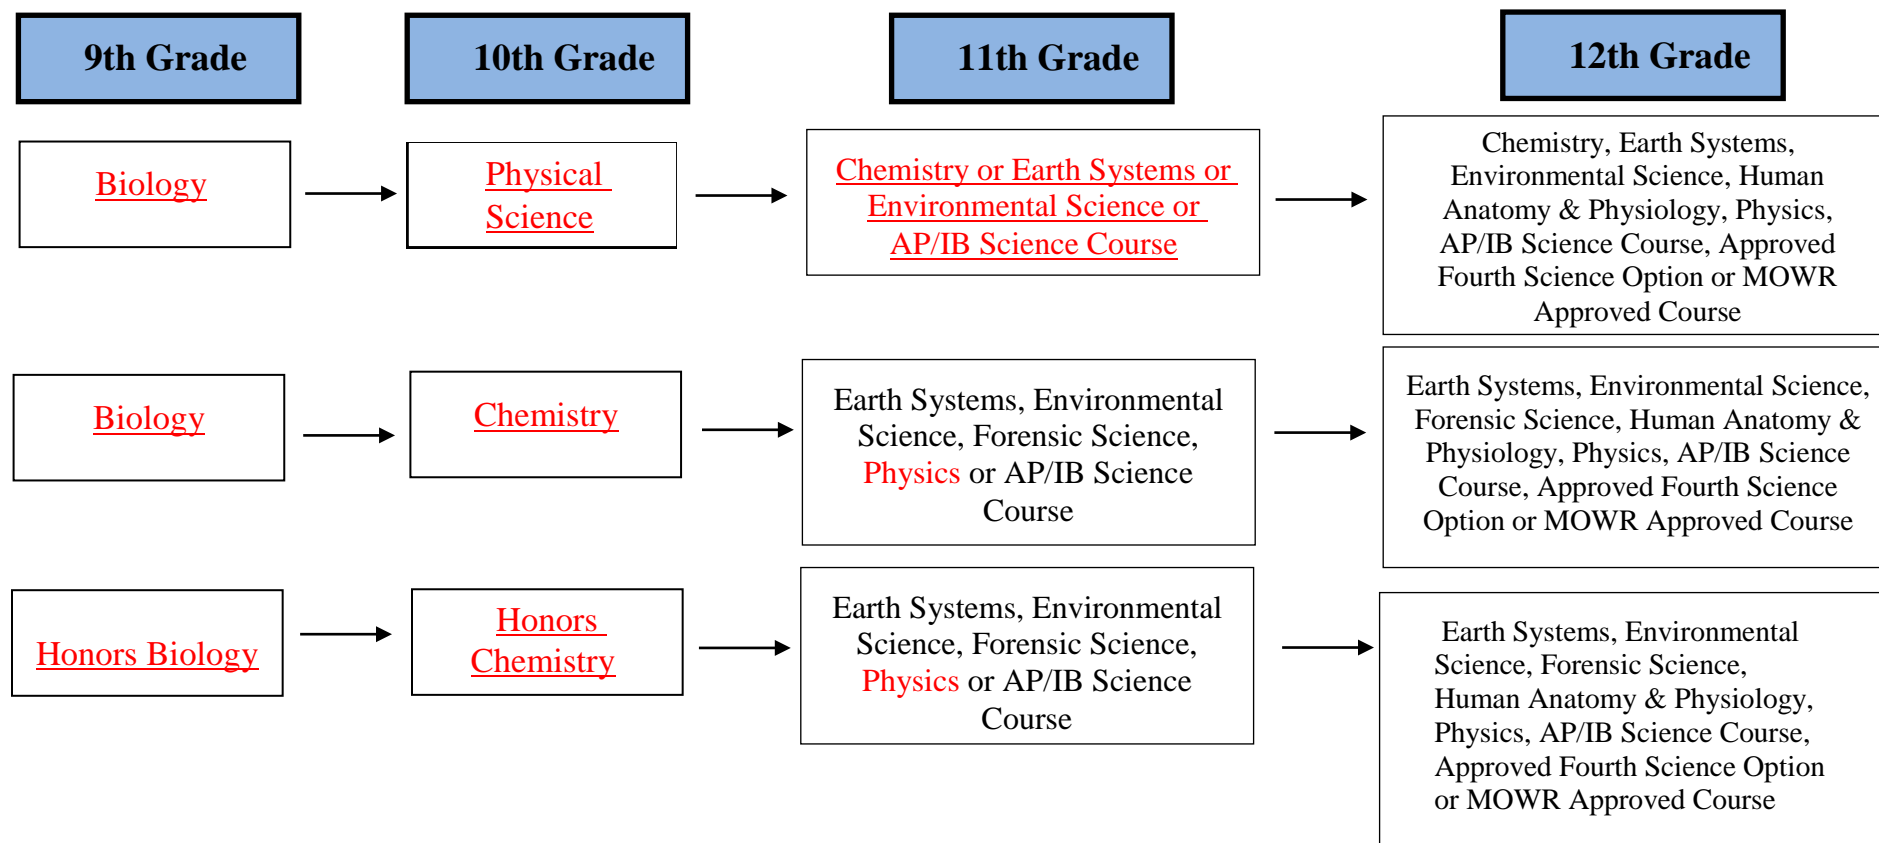 9th Grade
10th Grade
11th Grade
12th Grade
Biology
Physical
Science
Chemistry or Earth Systems or
Environmental Science or
AP/IB Science Course
Chemistry, Earth Systems,
Environmental Science, Human
Anatomy & Physiology, Physics,
AP/IB Science Course, Approved
Fourth Science Option or MOWR
Approved Course
Biology
Chemistry
Earth Systems, Environmental
Science, Forensic Science,
Physics or AP/IB Science
Course
Earth Systems, Environmental Science,
Forensic Science, Human Anatomy &
Physiology, Physics, AP/IB Science
Course, Approved Fourth Science
Option or MOWR Approved Course
Honors Biology
Honors
Chemistry
Earth Systems, Environmental
Science, Forensic Science,
Physics or AP/IB Science
Course
Earth Systems, Environmental
Science, Forensic Science,
Human Anatomy & Physiology,
Physics, AP/IB Science Course,
Approved Fourth Science Option
or MOWR Approved Course